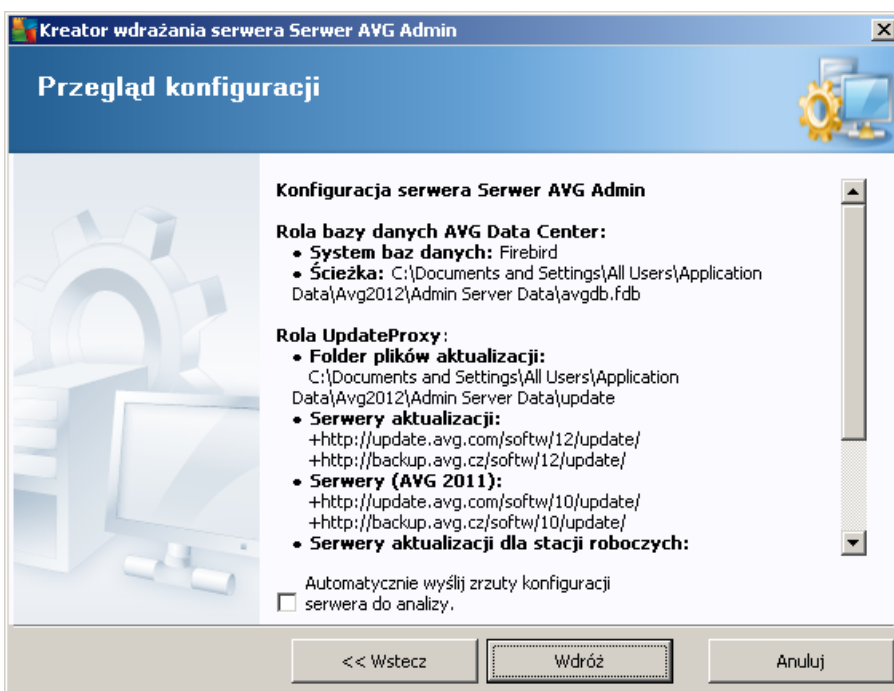 Kreator wdrażania serwera Serwer AVG Admin
Przegląd konfiguracji
Konfiguracja serwera Serwer AVG Admin
Rola bazy danych AVG Data Center:
• System baz danych: Firebird
• Ścieżka: C:\Documents and Settings\All Users\Application
Data\Avg2012\Admin Server Data\avgdb.fdb
Rola UpdateProxy:
• Folder plików aktualizacji:
C:\Documents and Settings\All Users\Application
Data\Avg2012\Admin Server Data\update
• Serwery aktualizacji:
+http://update.avg.com/softw/12/update/
+http://backup.avg.cz/softw/12/update/
• Serwery (AVG 2011):
+http://update.avg.com/softw/10/update/
+http://backup.avg.cz/softw/10/update/
• Serwery aktualizacji dla stacji roboczych:
Automatycznie wyślij zrzuty konfiguracji
serwera do analizy.
<< Wstecz
Wdróż
Anuluj